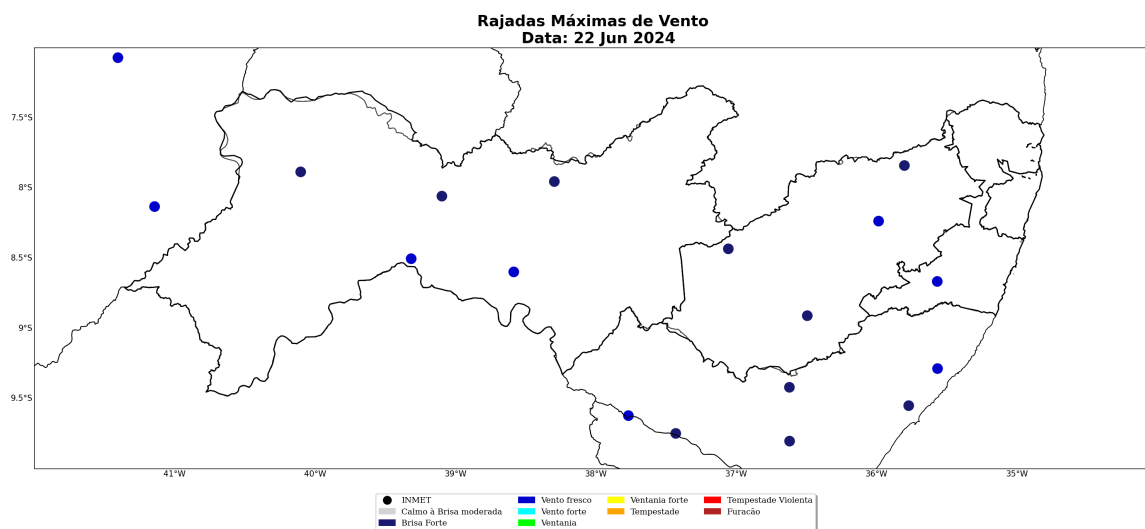 Rajadas Máximas de Vento
Data: 22 Jun 2024
7.5°S
8°S
8.5°S
9°S
9.5°S
41°W 40°W 39°W 38°W 37°W 36°W 35°W
INMET Vento fresco Ventania forte Tempestade Violenta
Calmo à Brisa moderada Vento forte Tempestade Furacão
Brisa Forte Ventania